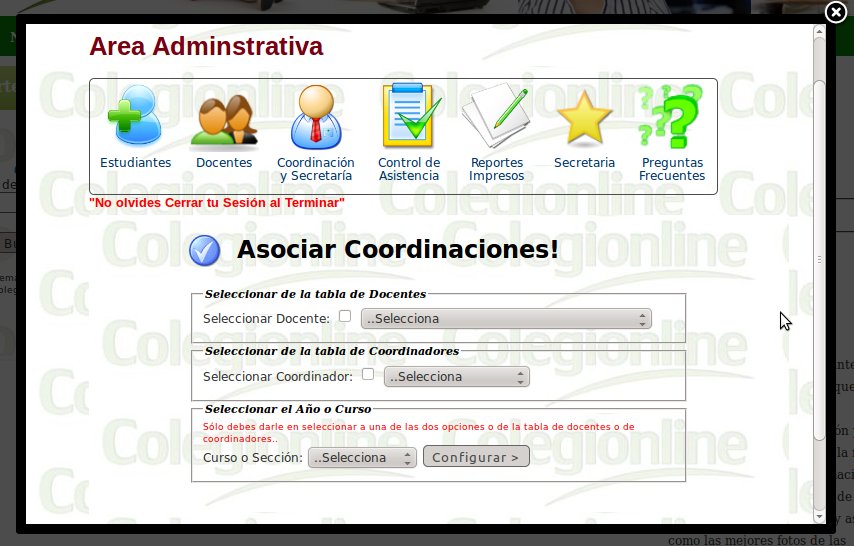 Area Adminstrativa
Estudiantes
Docentes
Coordinación
y Secretaría
Control de
Asistencia
Reportes
Impresos
Secretaria
Preguntas
Frecuentes
"No olvides Cerrar tu Sesión al Terminar"
Asociar Coordinaciones!
Seleccionar de la tabla de Docentes
Seleccionar Docente:
..Selecciona
Seleccionar de la tabla de Coordinadores
Seleccionar Coordinador:
..Selecciona
Seleccionar el Año o Curso
Sólo debes darle en seleccionar a una de las dos opciones o de la tabla de docentes o de
coordinadores..
Curso o Sección:
..Selecciona
Configurar >
Colegionline
como las mejores fotos de las